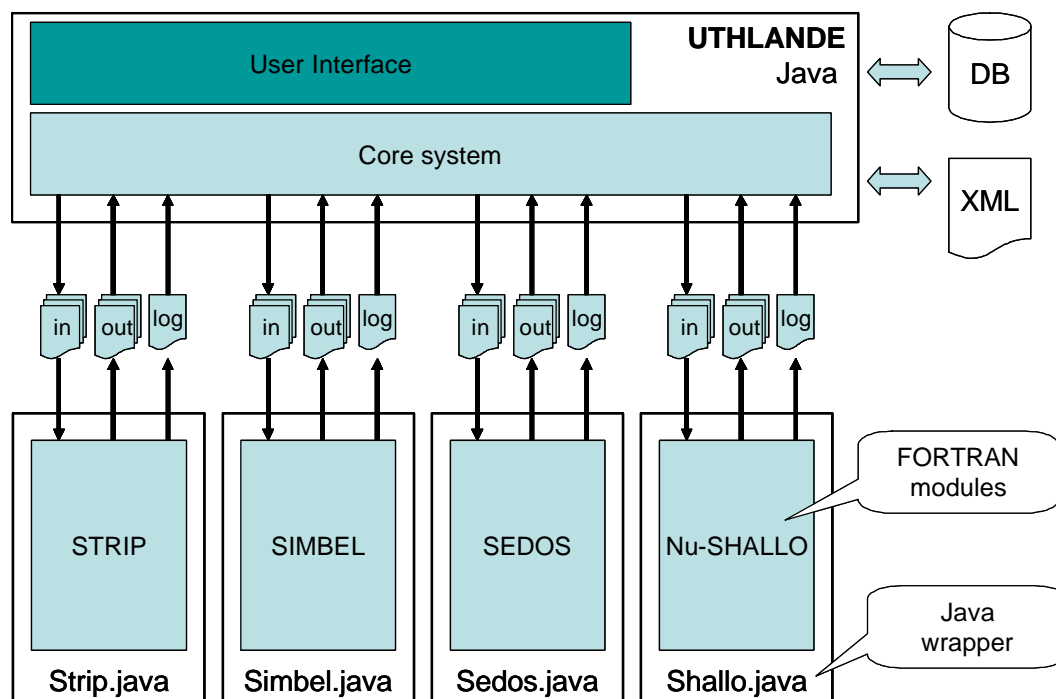 UTHLANDE
Java
User Interface
Core system
DB
XML
in
out
log
in
out
log
in
out
log
in
out
log
STRIP
SIMBEL
SEDOS
Nu-SHALLO
FORTRAN
modules
Java
wrapper
Strip.java
Simbel.java
Sedos.java
Shallo.java